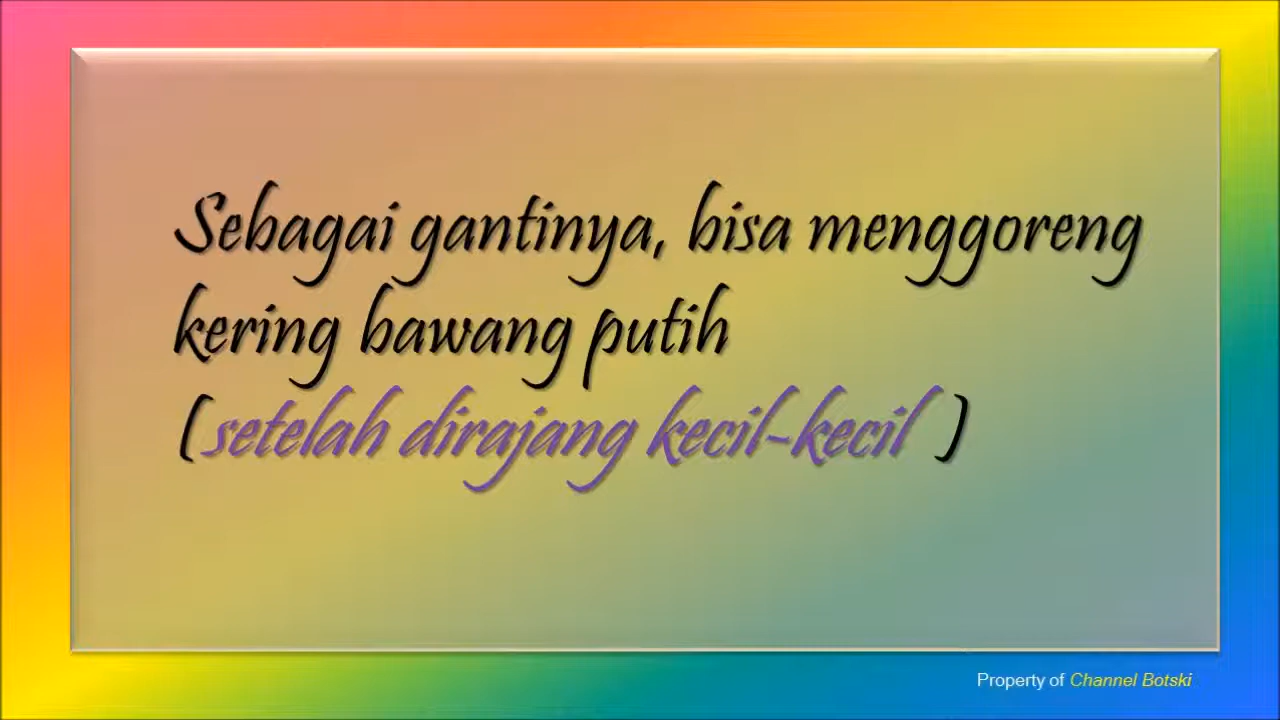 Sebagai gantinya, bisa menggoreng
kering bawang putih
(setelah dirajang kecil-kecil )
Property of Channel Botski